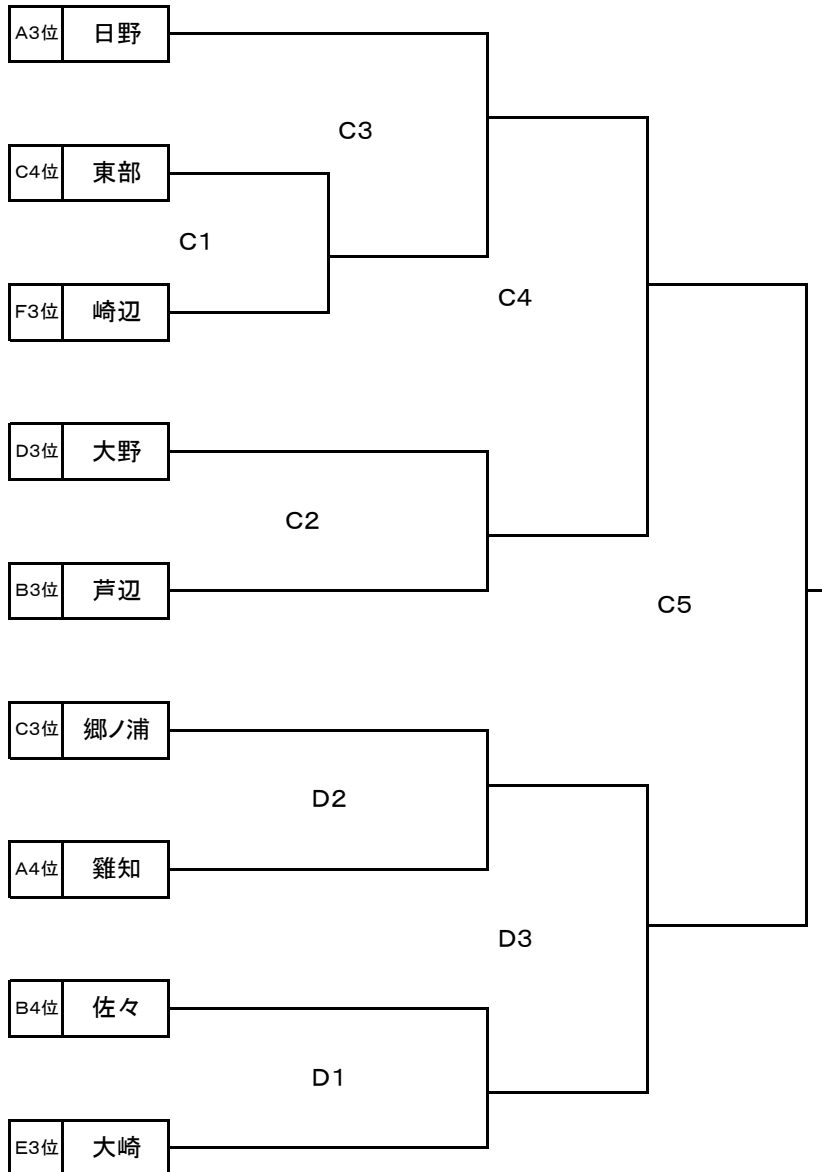 A3位 日野
C3
C4位 東部
C1
F3位 崎辺
C4
D3位 大野
C2
B3位 芦辺
C5
C3位 郷ノ浦
D2
A4位 雞知
D3
B4位 佐々
D1
E3位 大崎